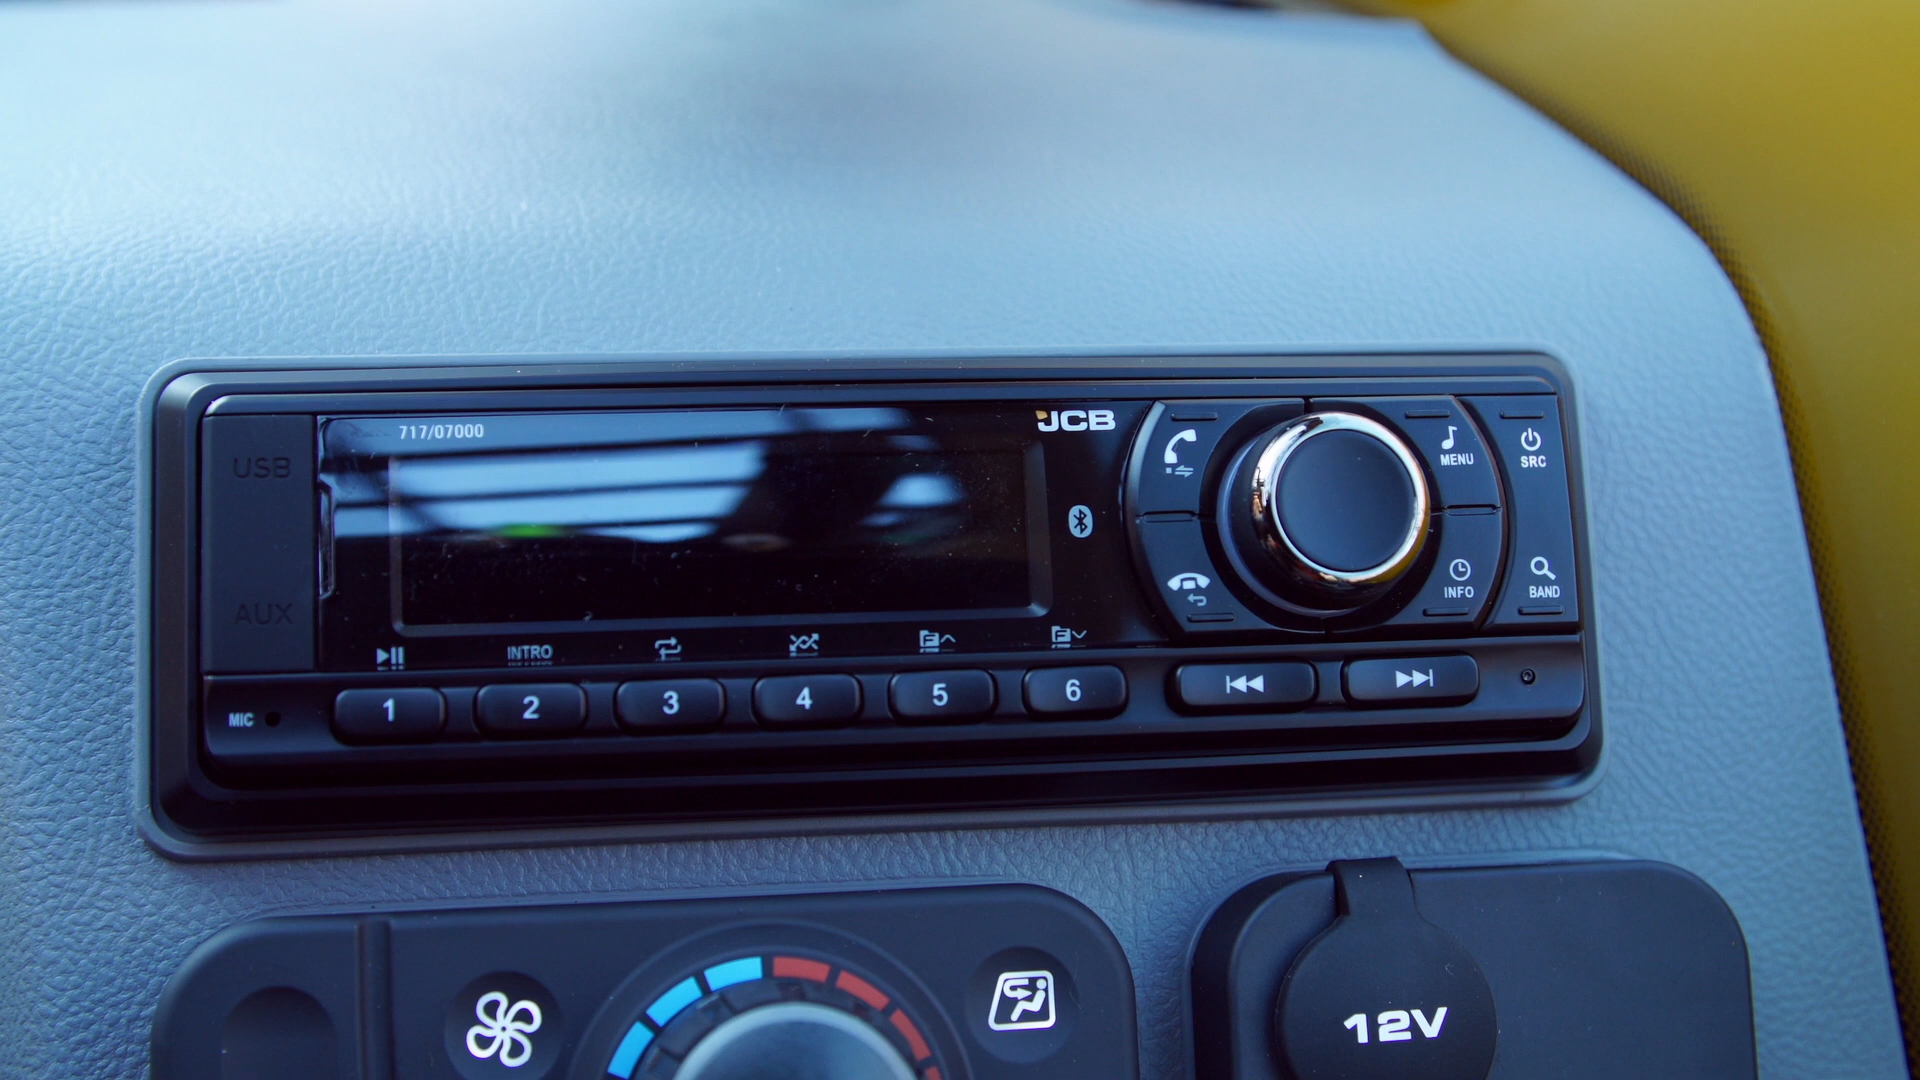 717/07000
JCB
USB
AUX
MENU
SRC
INFO
BAND
INTRO
MIC
1
2
3
4
5
6
12V